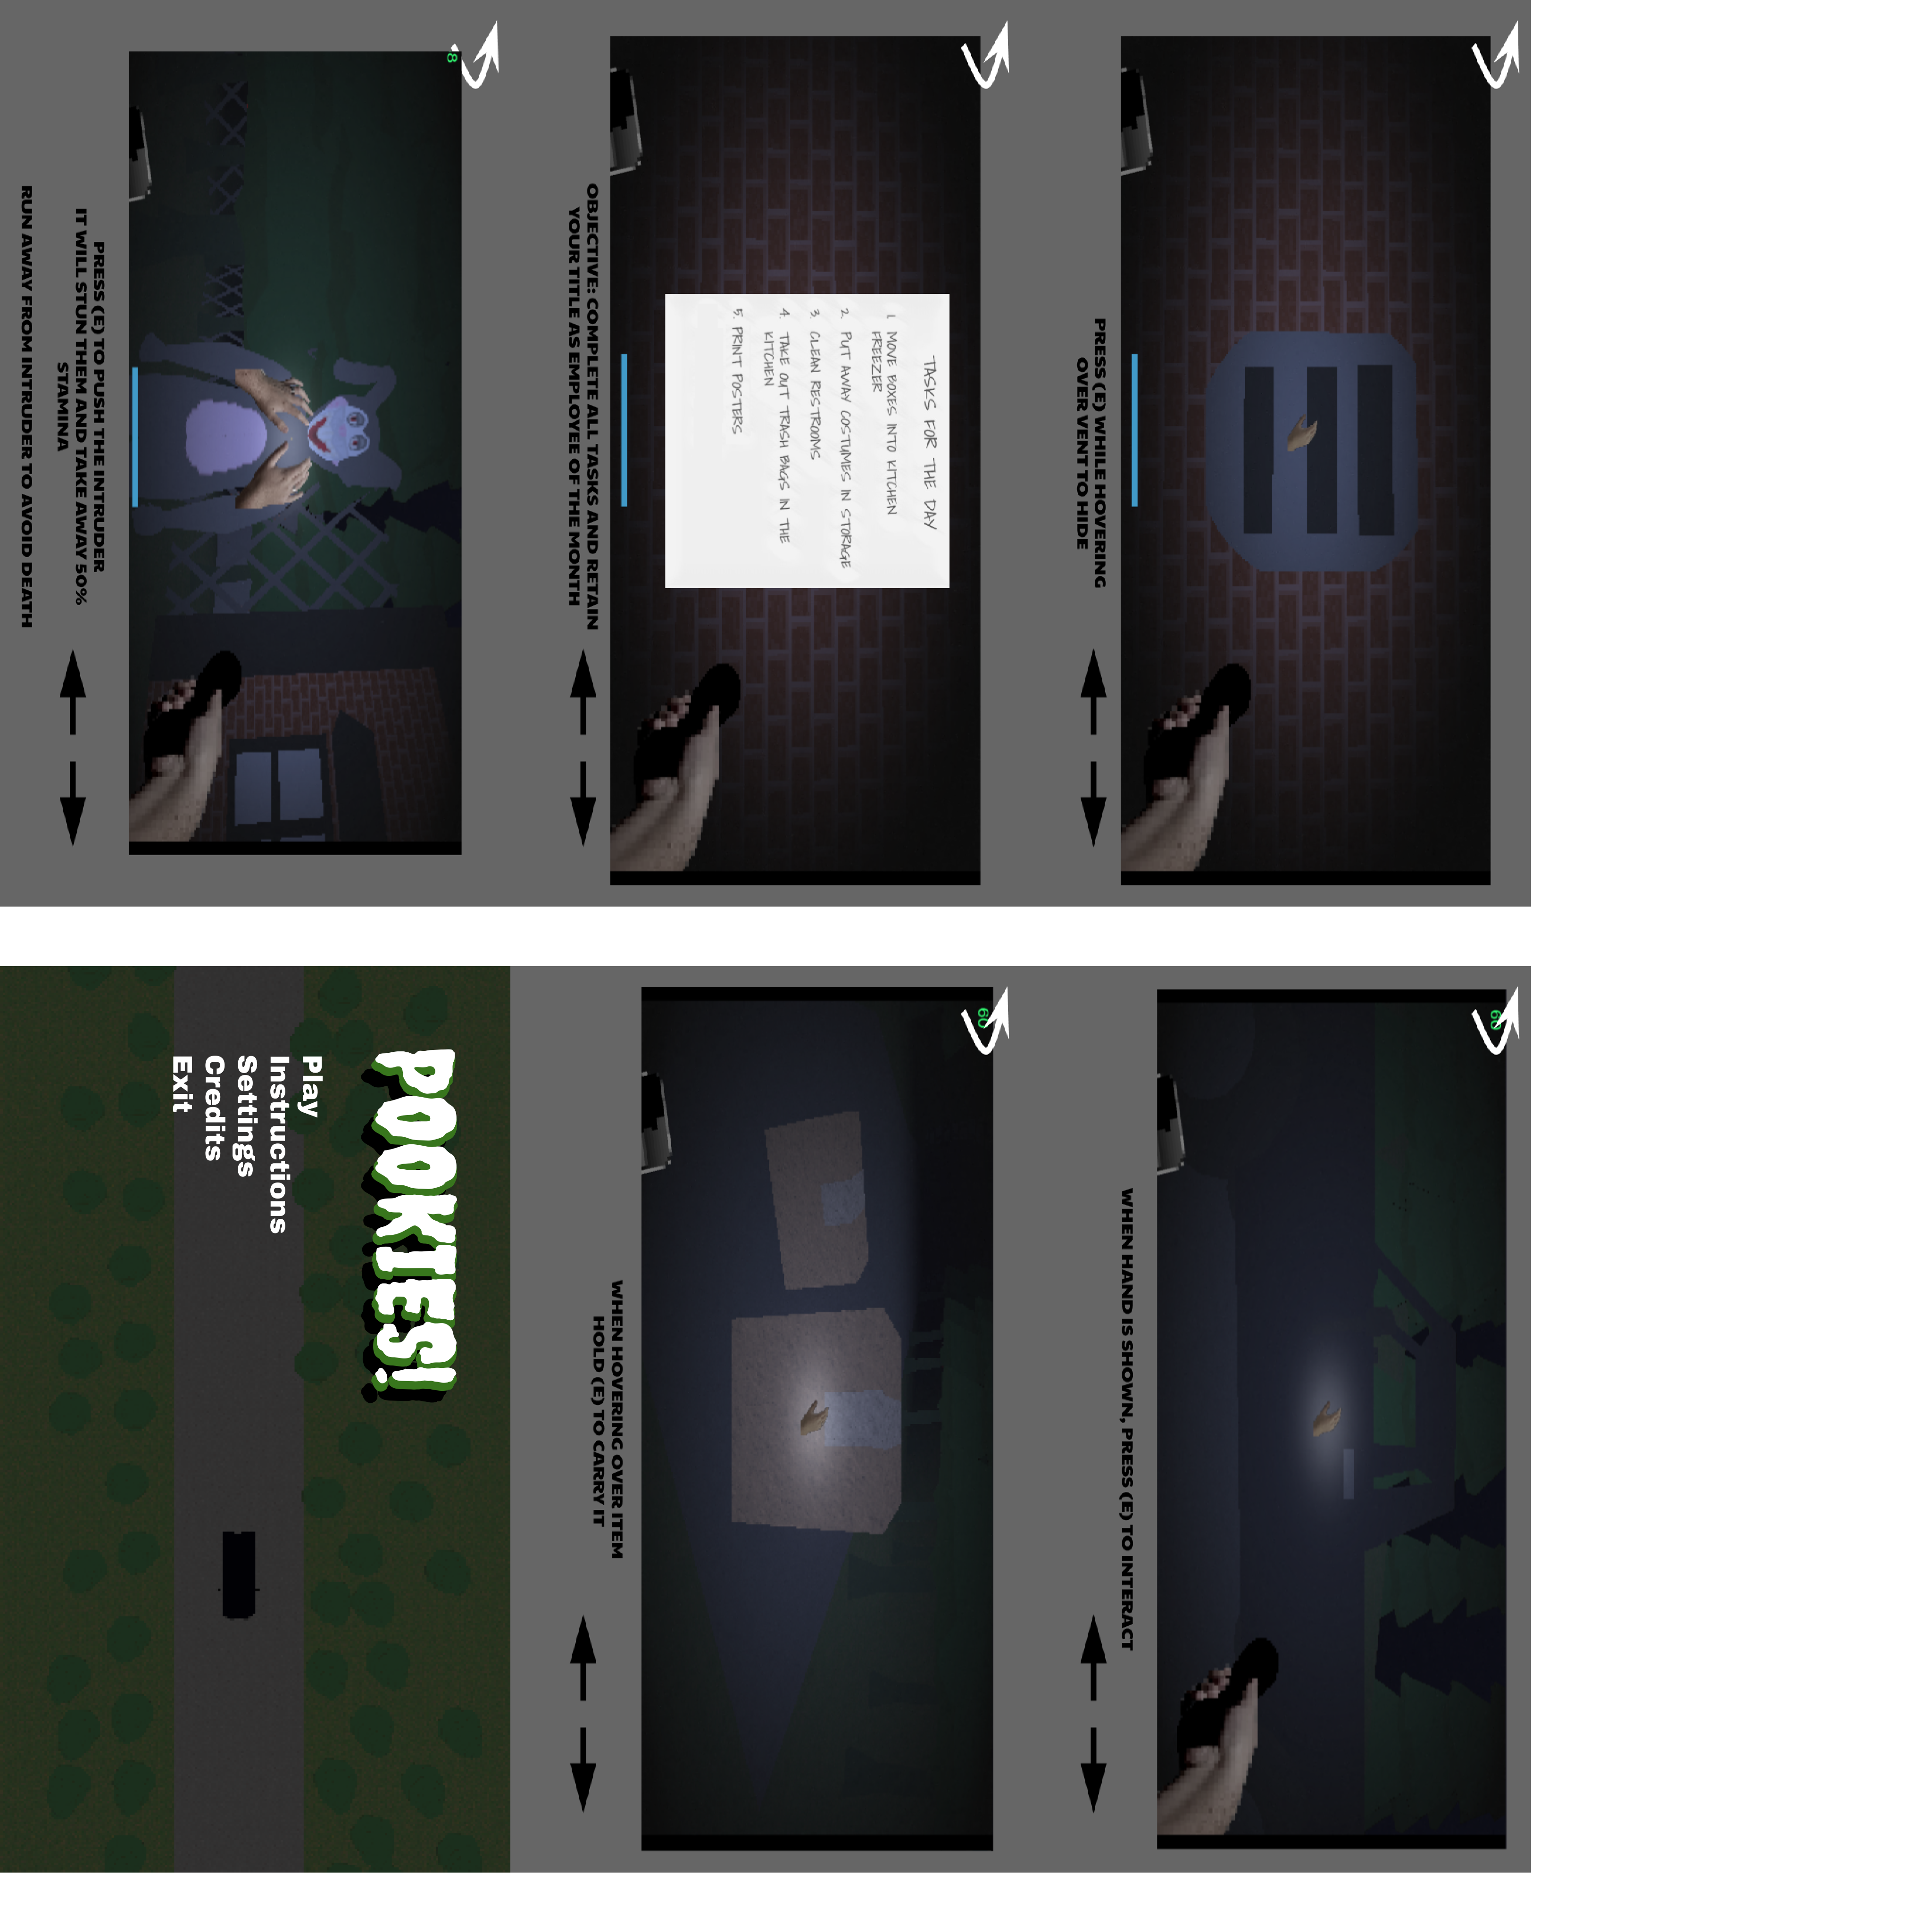 PRESS (E) WHILE HOVERING
OVER VENT TO HIDE
60
WHEN HAND IS SHOWN, PRESS (E) TO INTERACT
TASKS FOR THE DAY
1. MOVE BOXES INTO KITCHEN
FREEZER
2. PUT AWAY COSTUMES IN STORAGE
3. CLEAN RESTROOMS
4. TAKE OUT TRASH BAGS IN THE
KITCHEN
5. PRINT POSTERS
OBJECTIVE: COMPLETE ALL TASKS AND RETAIN
YOUR TITLE AS EMPLOYEE OF THE MONTH
60
WHEN HOVERING OVER ITEM
HOLD (E) TO CARRY IT
8
PRESS (E) TO PUSH THE INTRUDER
IT WILL STUN THEM AND TAKE AWAY 50%
STAMINA
RUN AWAY FROM INTRUDER TO AVOID DEATH
POOKIES!
Play
Instructions
Settings
Credits
Exit